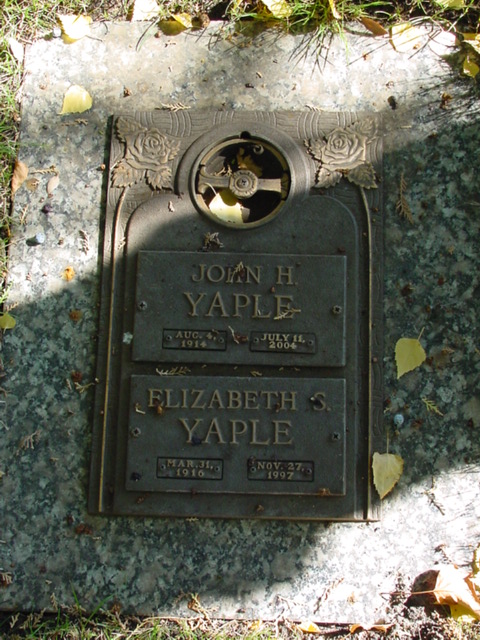 JOHN H.
YAPLE
AUG. 4, 1914 JULY 11, 2004
ELIZABETH S.
YAPLE
MAR. 31, 1916 NOV. 27, 1997